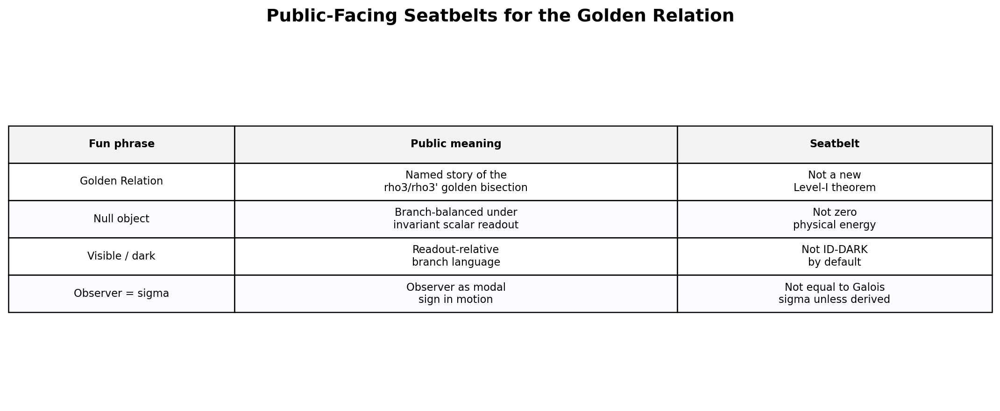 Public-Facing Seatbelts for the Golden Relation
Fun phrase
Public meaning
Seatbelt
Golden Relation
Named story of the
rho3/rho3' golden bisection
Not a new
Level-I theorem
Null object
Branch-balanced under
invariant scalar readout
Not zero
physical energy
Visible / dark
Readout-relative
branch language
Not ID-DARK
by default
Observer = sigma
Observer as modal
sign in motion
Not equal to Galois
sigma unless derived